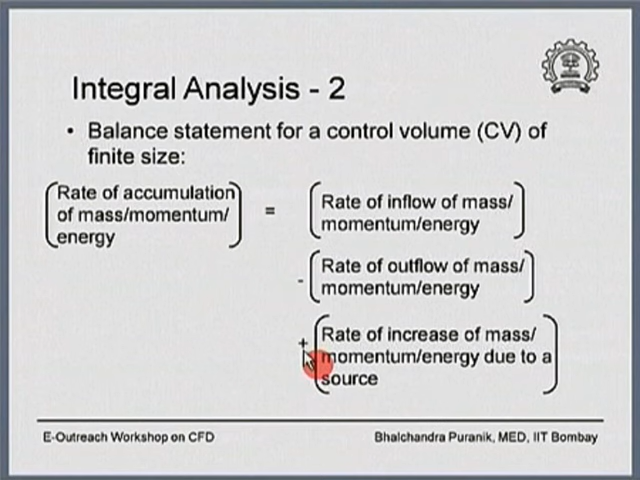 Integral Analysis - 2
• Balance statement for a control volume (CV) of
finite size:
Rate of accumulation
of mass/momentum/
energy
=
Rate of inflow of mass/
momentum/energy
-
Rate of outflow of mass/
momentum/energy
+
Rate of increase of mass/
momentum/energy due to a
source
E-Outreach Workshop on CFD
Bhalchandra Puranik, MED, IIT Bombay